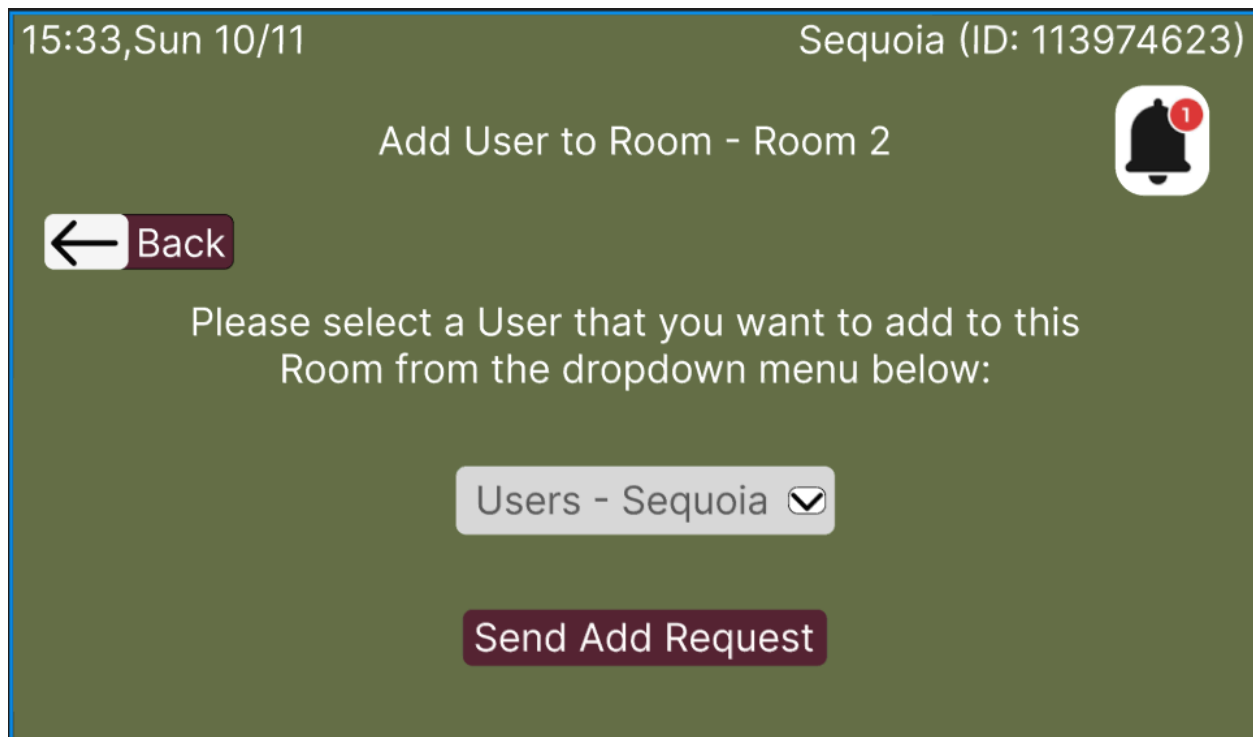 15:33,Sun 10/11
Sequoia (ID: 113974623)
Add User to Room - Room 2
1
Back
Please select a User that you want to add to this
Room from the dropdown menu below:
Users - Sequoia
Send Add Request